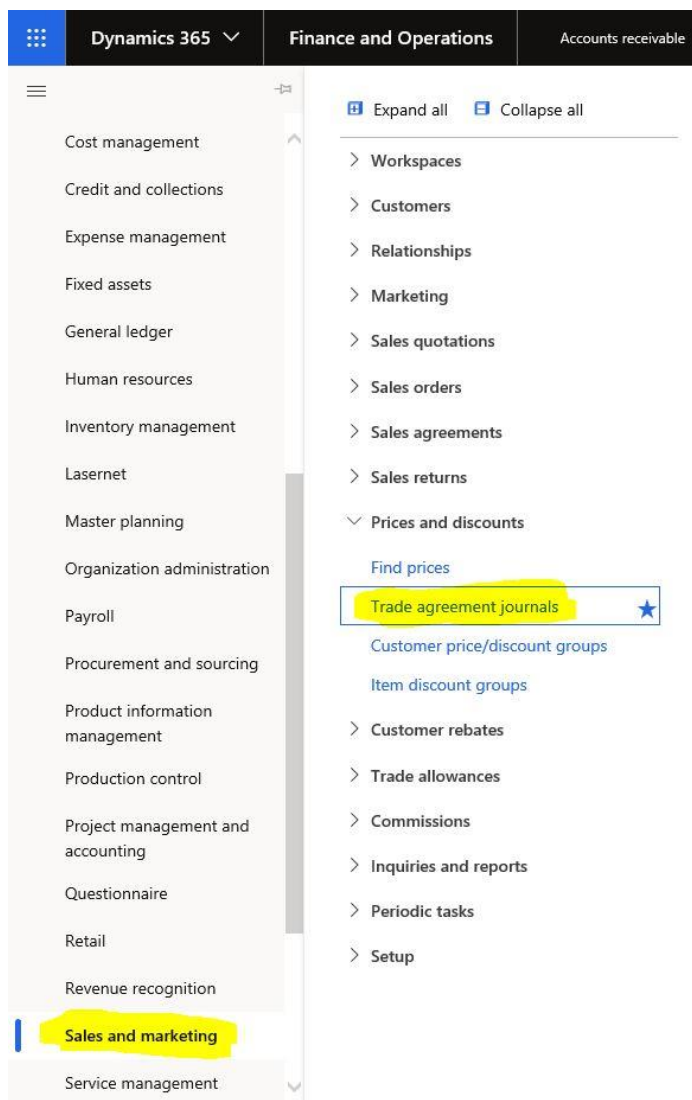 Dynamics 365
Finance and Operations
Accounts receivable
Cost management
Credit and collections
Expense management
Fixed assets
General ledger
Human resources
Inventory management
Lasernet
Master planning
Organization administration
Payroll
Procurement and sourcing
Product information
management
Production control
Project management and
accounting
Questionnaire
Retail
Revenue recognition
Sales and marketing
Service management
Expand all
Collapse all
Workspaces
Customers
Relationships
Marketing
Sales quotations
Sales orders
Sales agreements
Sales returns
Prices and discounts
Find prices
Trade agreement journals
Customer price/discount groups
Item discount groups
Customer rebates
Trade allowances
Commissions
Inquiries and reports
Periodic tasks
Setup